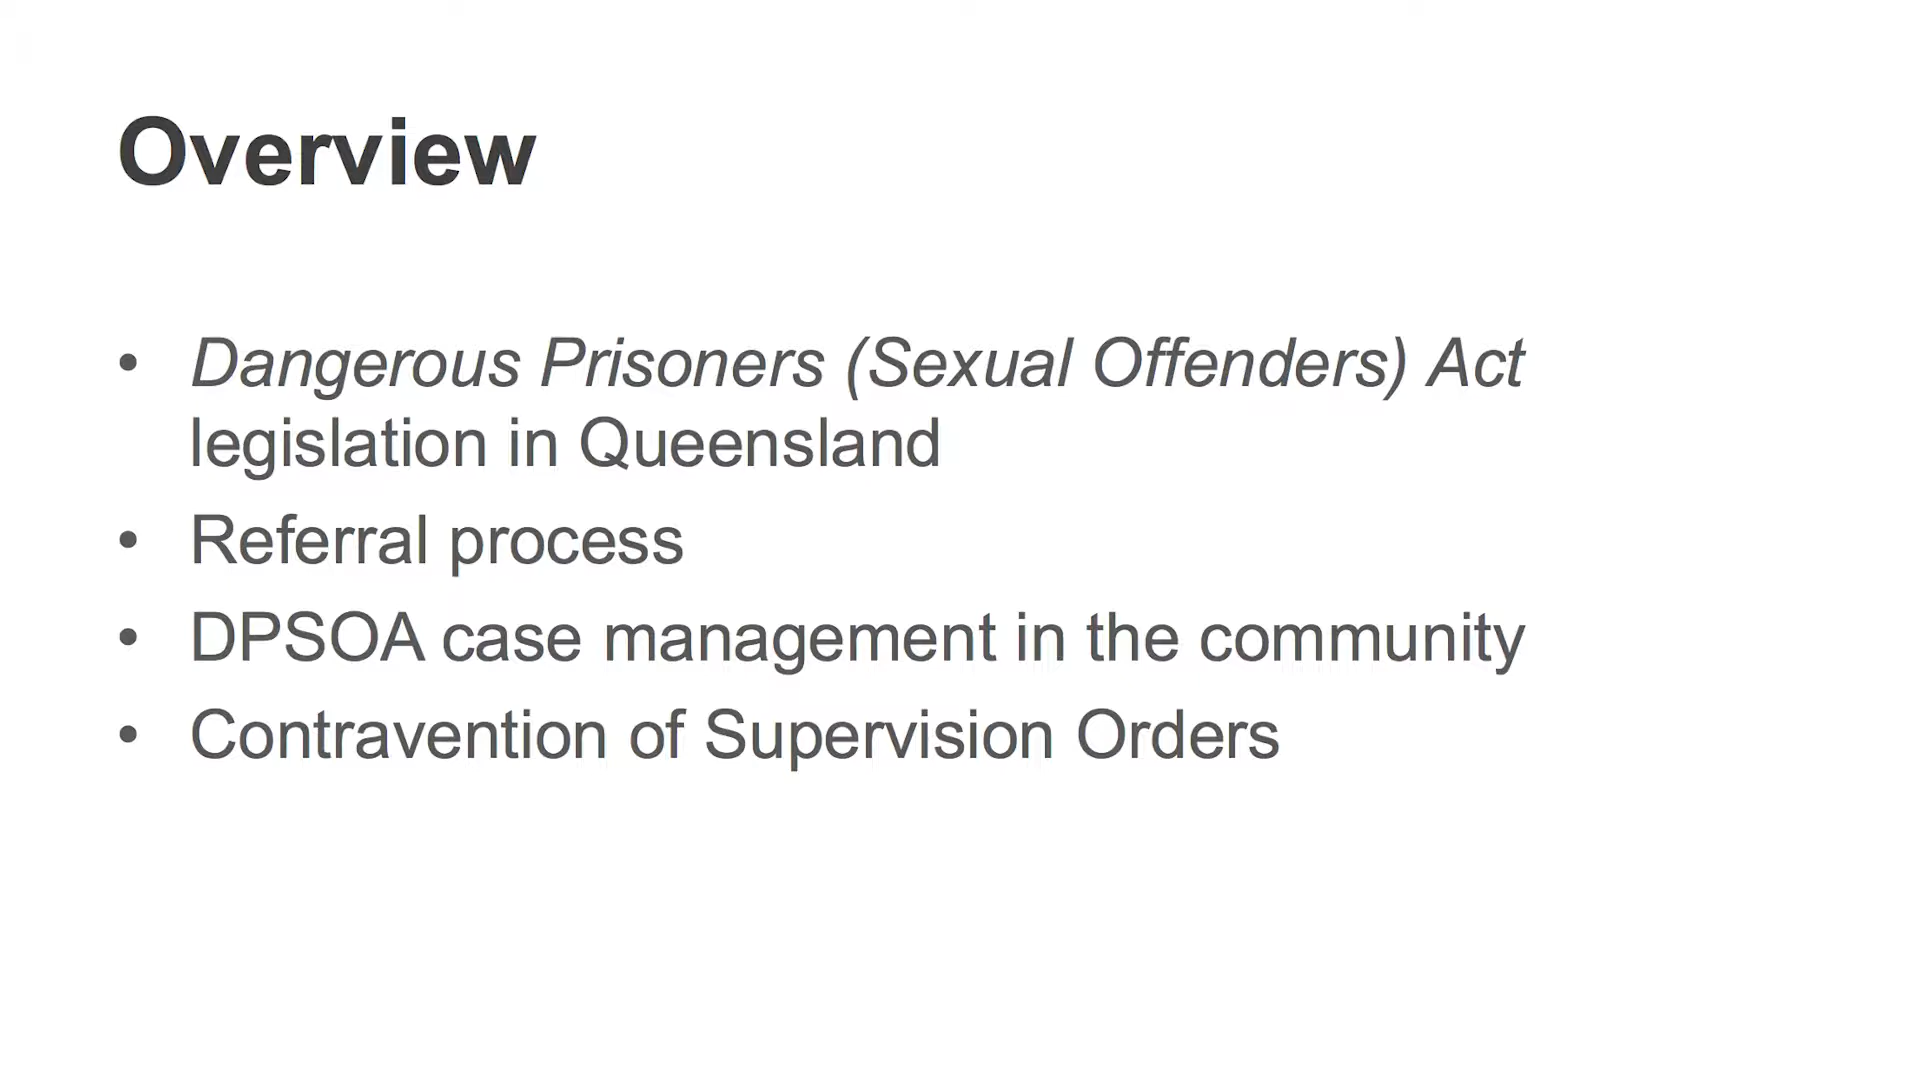 Overview
• Dangerous Prisoners (Sexual Offenders) Act
legislation in Queensland
• Referral process
• DPSOA case management in the community
• Contravention of Supervision Orders